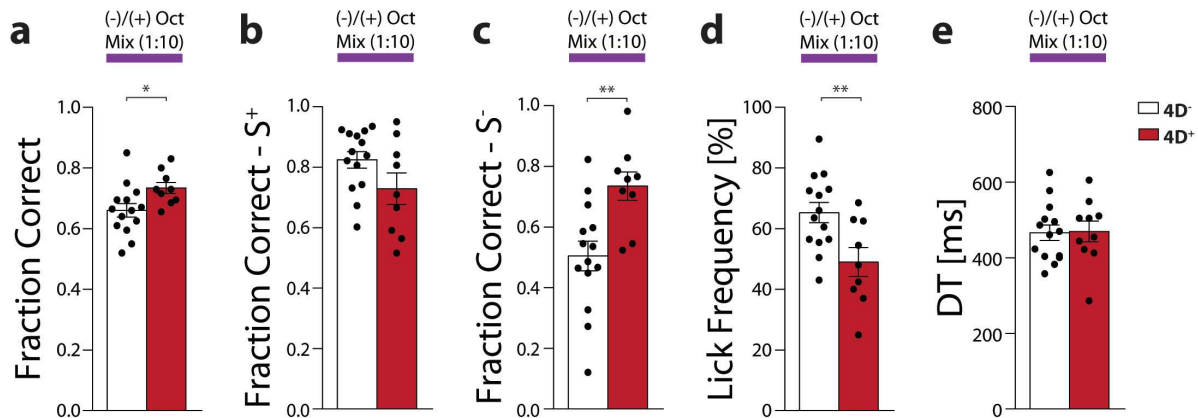 a
(-)/(+) Oct
Mix (1:10)
*
Fraction Correct
1.0
0.8
0.6
0.4
0.2
0.0
b
(-)/(+) Oct
Mix (1:10)
Fraction Correct - S⁺
1.0
0.8
0.6
0.4
0.2
0.0
c
(-)/(+) Oct
Mix (1:10)
**
Fraction Correct - S⁻
1.0
0.8
0.6
0.4
0.2
0.0
d
(-)/(+) Oct
Mix (1:10)
**
Lick Frequency [%]
100
80
60
40
20
0
e
(-)/(+) Oct
Mix (1:10)
DT [ms]
800
600
400
200
0
4D⁻
4D⁺